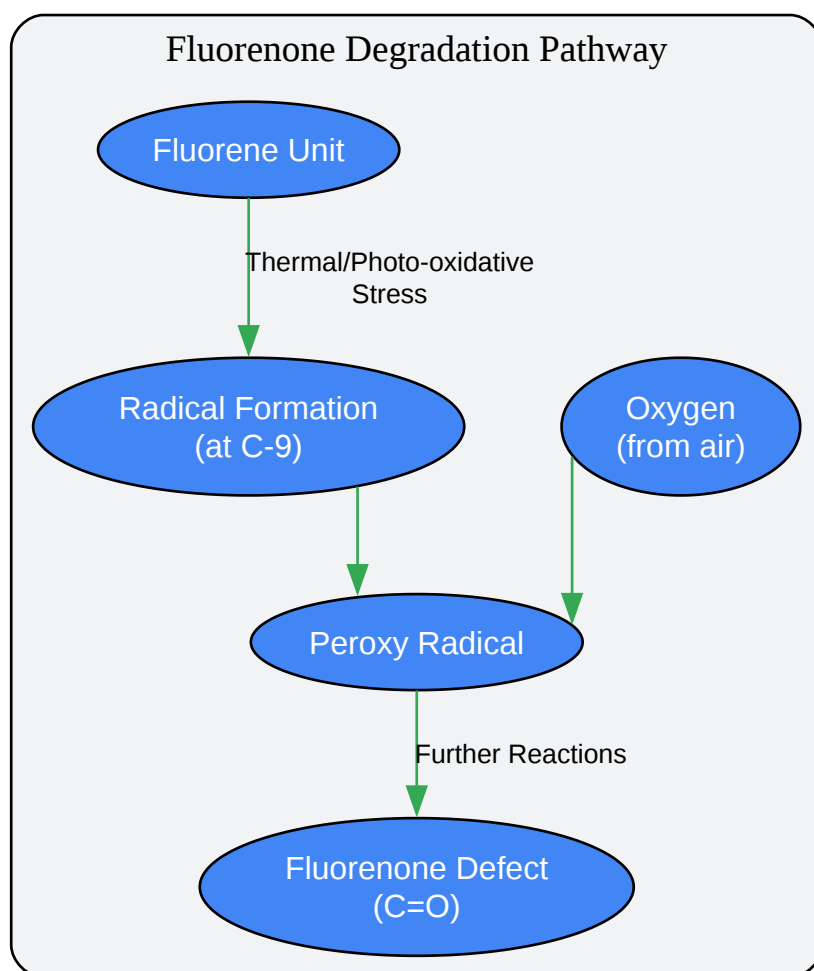 Fluorenone Degradation Pathway
Fluorene Unit
Thermal/Photo-oxidative
Stress
Radical Formation
(at C-9)
Oxygen
(from air)
Peroxy Radical
Further Reactions
Fluorenone Defect
(C=O)